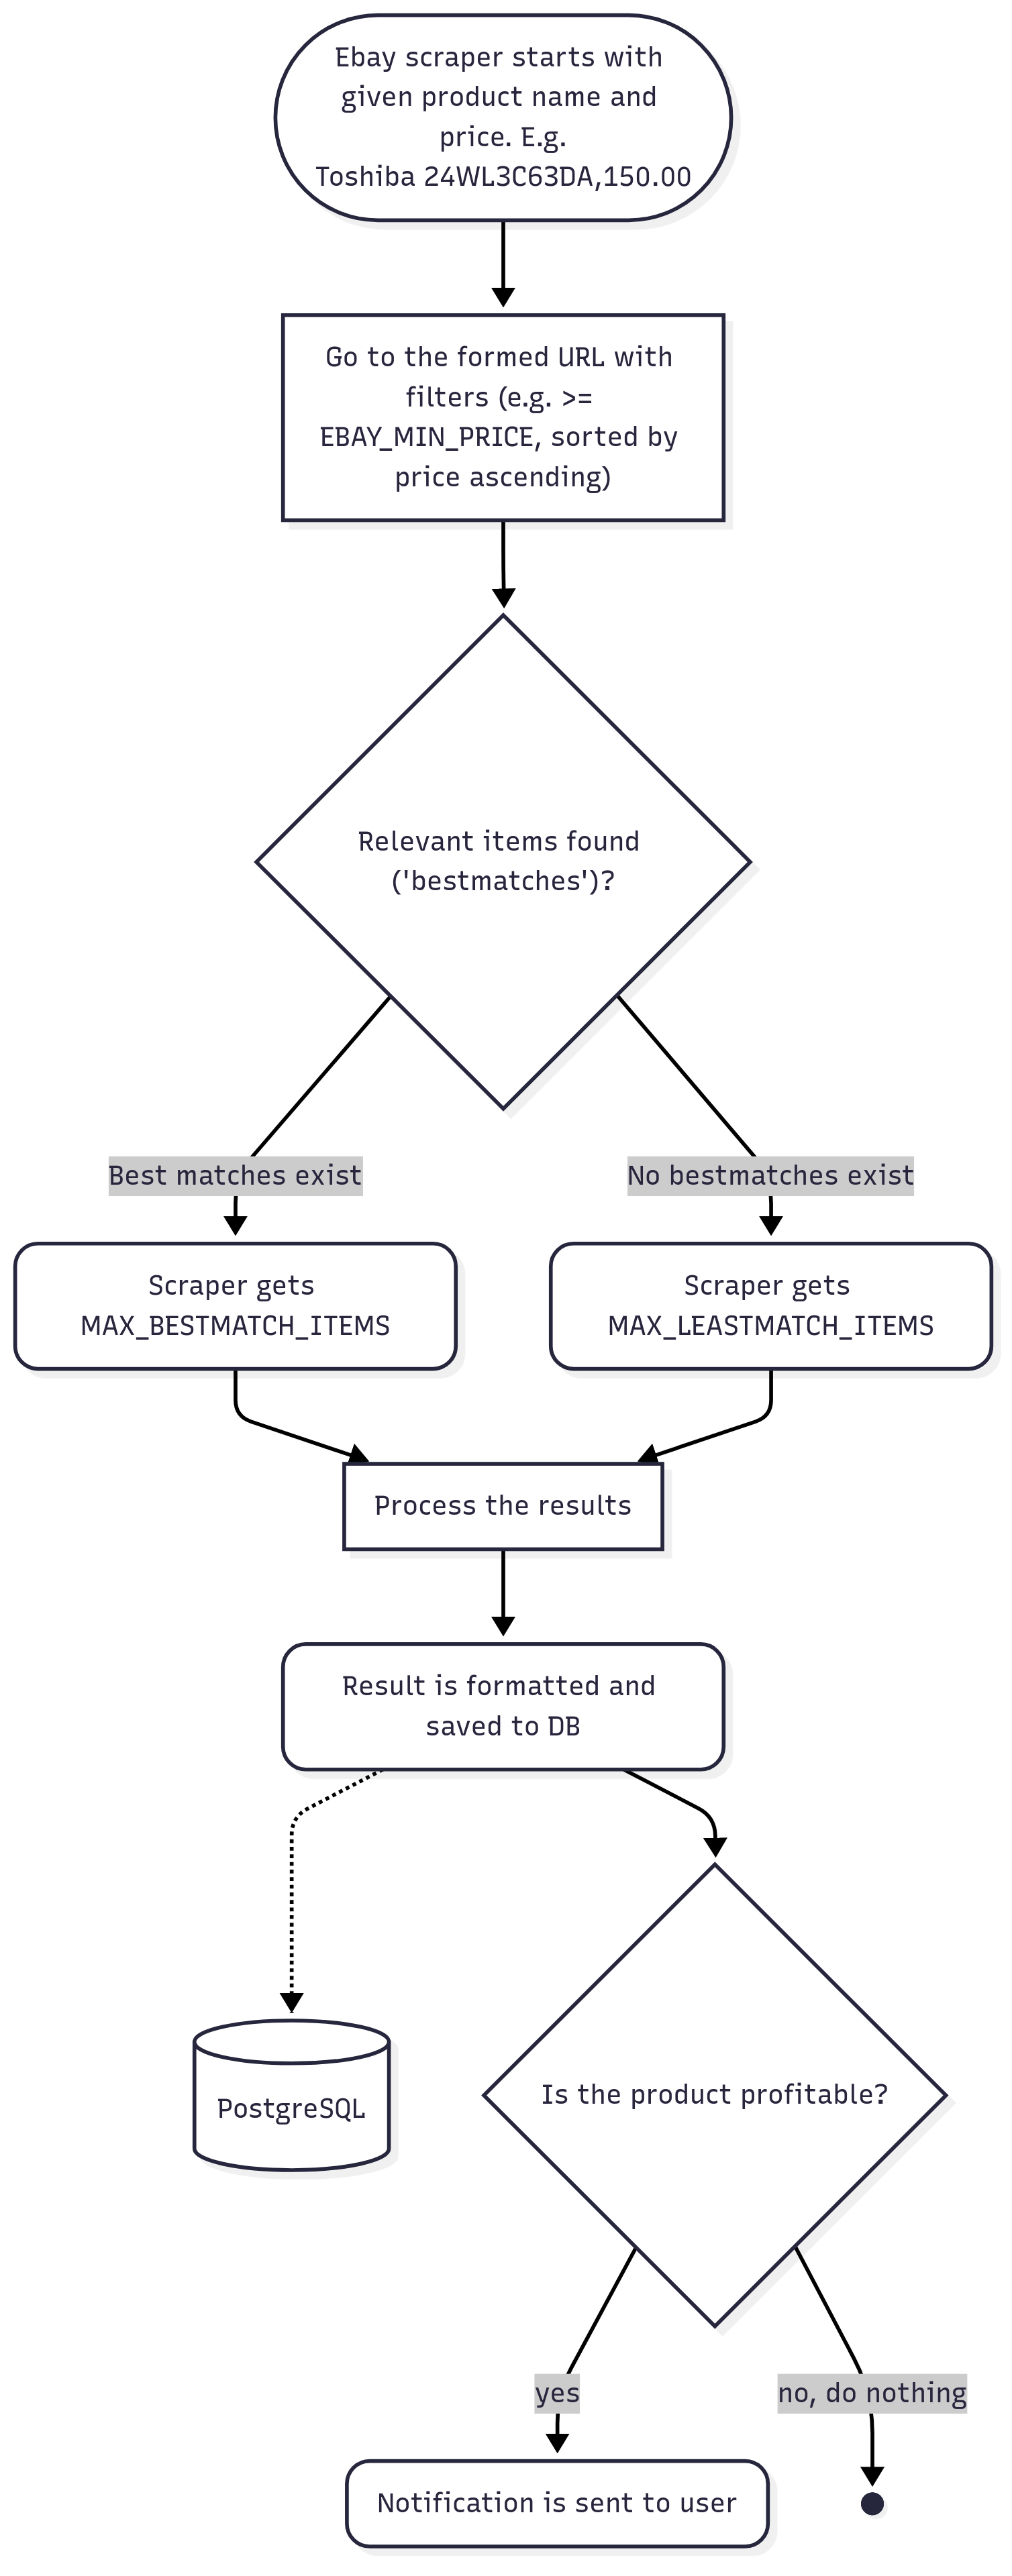 Ebay scraper starts with
given product name and
price. E.g.
Toshiba 24WL3C63DA,150.00
Go to the formed URL with
filters (e.g. >=
EBAY_MIN_PRICE, sorted by
price ascending)
Relevant items found
('bestmatches')?
Best matches exist
No bestmatches exist
Scraper gets
MAX_BESTMATCH_ITEMS
Scraper gets
MAX_LEASTMATCH_ITEMS
Process the results
Result is formatted and
saved to DB
PostgreSQL
Is the product profitable?
yes
no, do nothing
Notification is sent to user